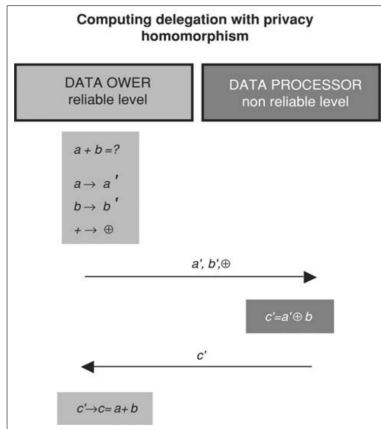 Computing delegation with privacy
homomorphism
DATA OWER
reliable level
DATA PROCESSOR
non reliable level
a + b =?
a → a'
b → b'
+ → ⊕
a', b',⊕
c'=a'⊕ b
c'
c'→c= a+ b